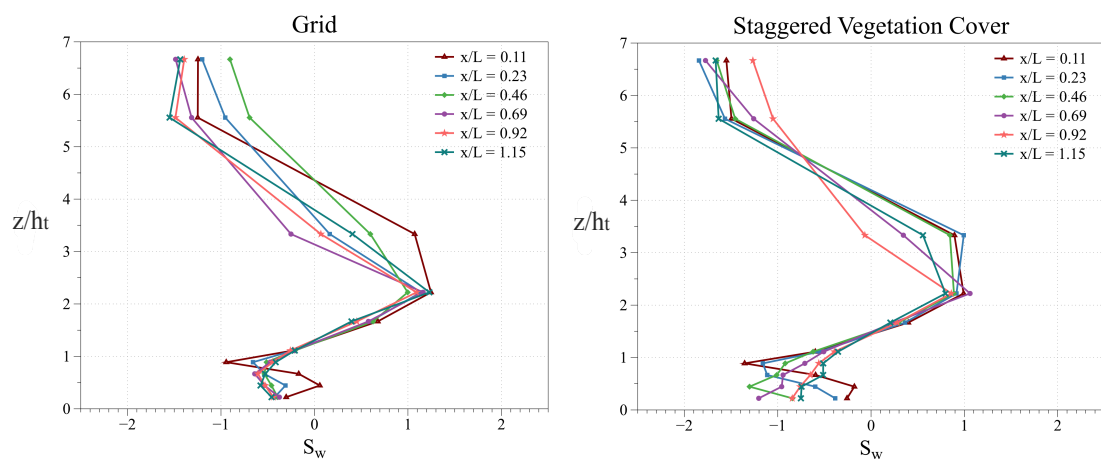 Grid
7
6
5
4
3
2
1
0
z/ht
−2
−1
0
1
2
Sw
x/L = 0.11
x/L = 0.23
x/L = 0.46
x/L = 0.69
x/L = 0.92
x/L = 1.15
Staggered Vegetation Cover
7
6
5
4
3
2
1
0
z/ht
−2
−1
0
1
2
Sw
x/L = 0.11
x/L = 0.23
x/L = 0.46
x/L = 0.69
x/L = 0.92
x/L = 1.15